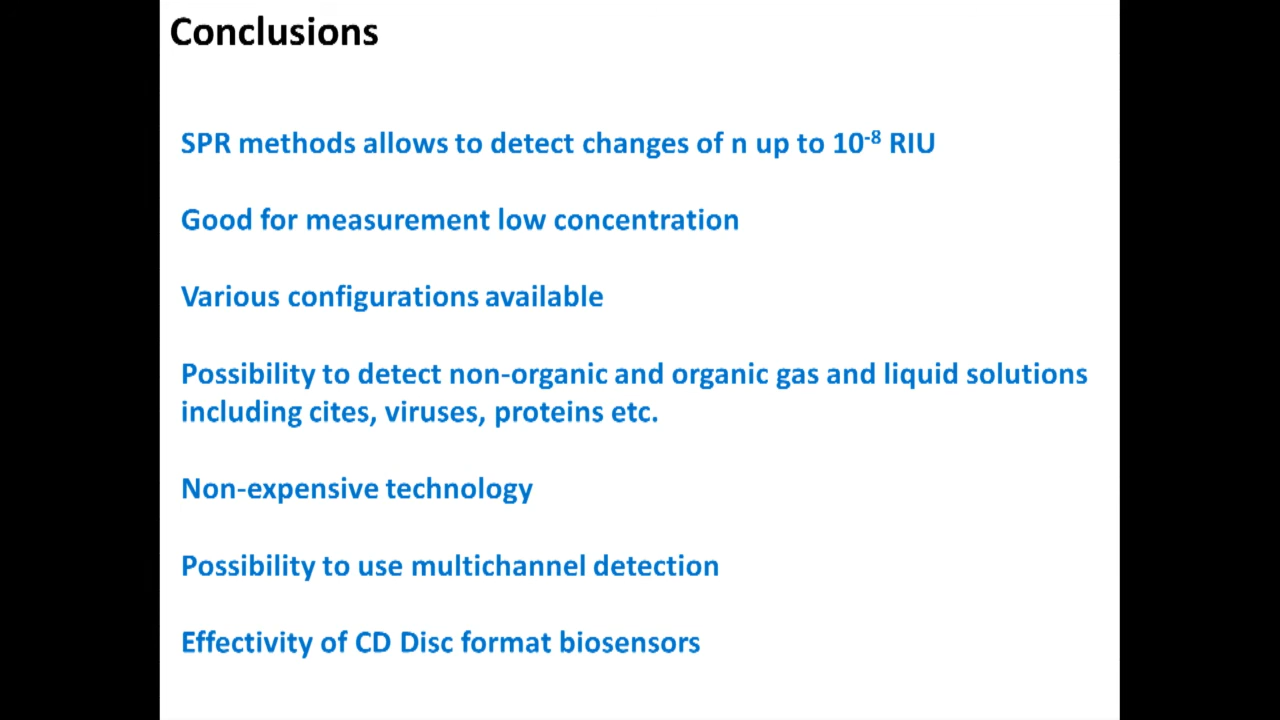 Conclusions
SPR methods allows to detect changes of n up to 10⁻⁸ RIU
Good for measurement low concentration
Various configurations available
Possibility to detect non-organic and organic gas and liquid solutions
including cites, viruses, proteins etc.
Non-expensive technology
Possibility to use multichannel detection
Effectivity of CD Disc format biosensors